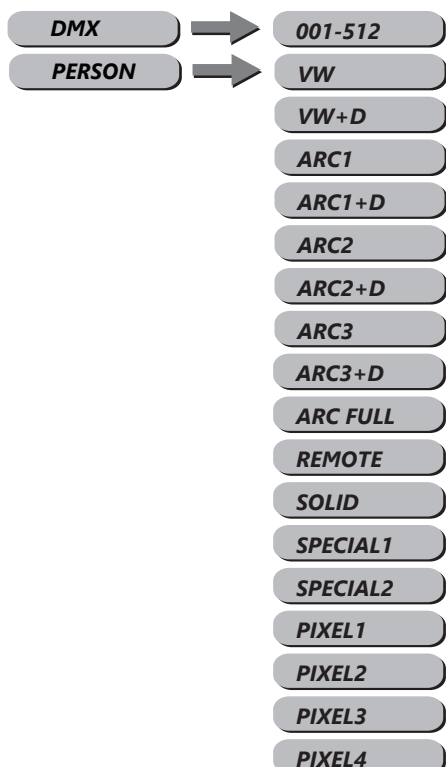 DMX 001-512
PERSON VW
VW+D
ARC1
ARC1+D
ARC2
ARC2+D
ARC3
ARC3+D
ARC FULL
REMOTE
SOLID
SPECIAL1
SPECIAL2
PIXEL1
PIXEL2
PIXEL3
PIXEL4